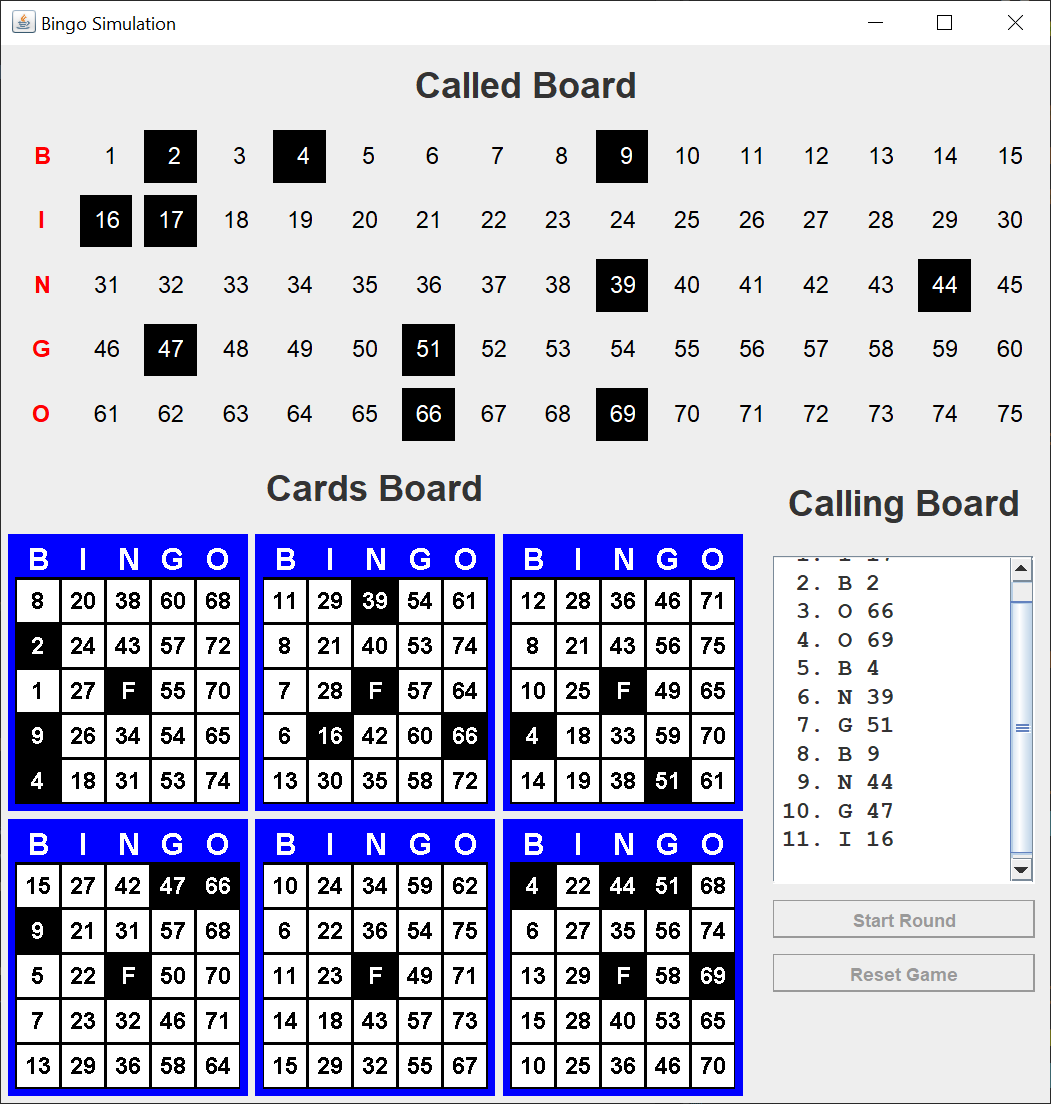 Bingo Simulation
Called Board
B 1 2 3 4 5 6 7 8 9 10 11 12 13 14 15
I 16 17 18 19 20 21 22 23 24 25 26 27 28 29 30
N 31 32 33 34 35 36 37 38 39 40 41 42 43 44 45
G 46 47 48 49 50 51 52 53 54 55 56 57 58 59 60
O 61 62 63 64 65 66 67 68 69 70 71 72 73 74 75
Cards Board
B I N G O
8 20 38 60 68
2 24 43 57 72
1 27 F 55 70
9 26 34 54 65
4 18 31 53 74
B I N G O
11 29 39 54 61
8 21 40 53 74
7 28 F 57 64
6 16 42 60 66
13 30 35 58 72
B I N G O
12 28 36 46 71
8 21 43 56 75
10 25 F 49 65
4 18 33 59 70
14 19 38 51 61
B I N G O
15 27 42 47 66
9 21 31 57 68
5 22 F 50 70
7 23 32 46 71
13 29 36 58 64
B I N G O
10 24 34 59 62
6 22 36 54 75
11 23 F 49 71
14 18 43 57 73
15 29 32 55 67
B I N G O
4 22 44 51 68
6 27 35 56 74
13 29 F 58 69
15 28 40 53 65
10 25 36 46 70
Calling Board
1. I 17
2. B 2
3. O 66
4. O 69
5. B 4
6. N 39
7. G 51
8. B 9
9. N 44
10. G 47
11. I 16
Start Round
Reset Game